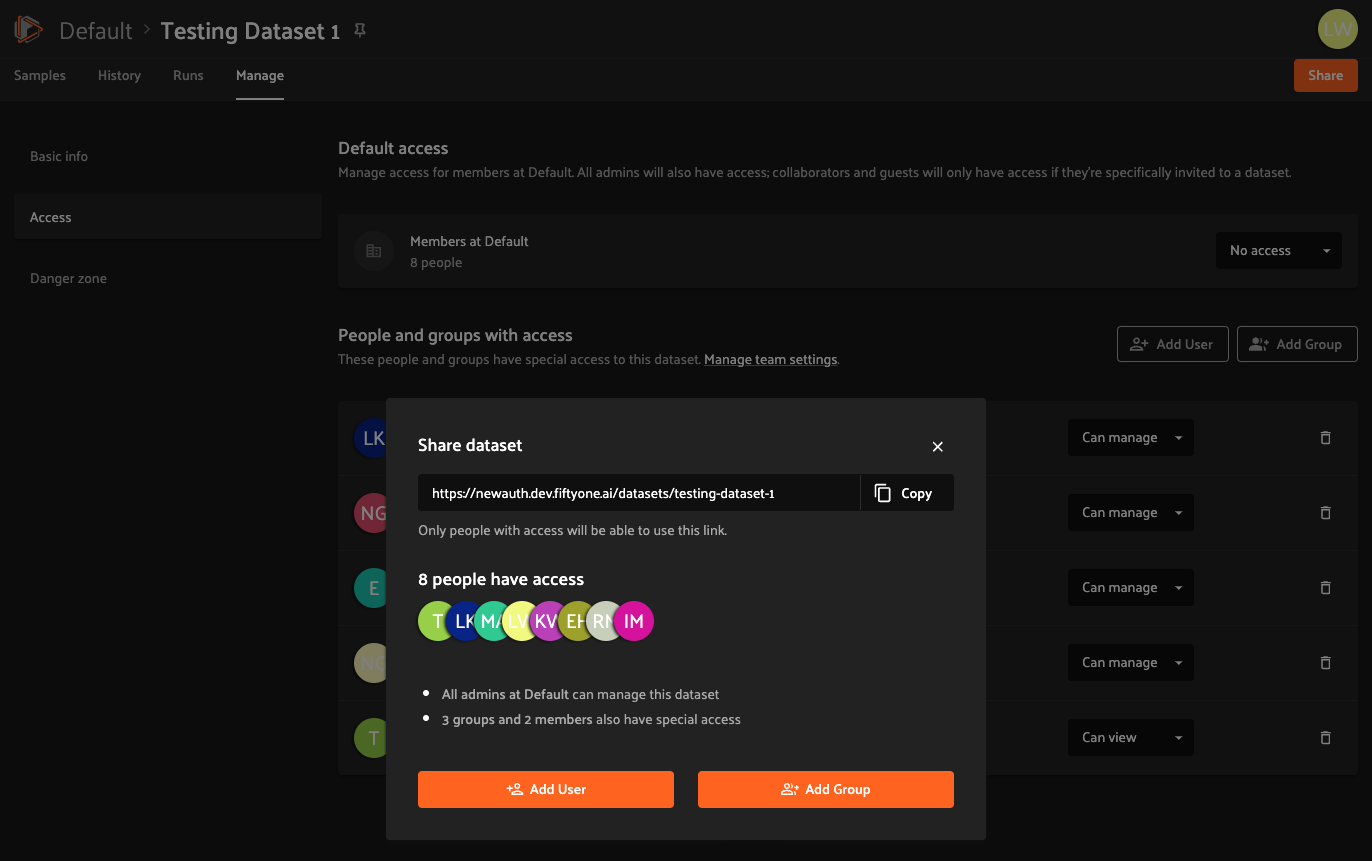 Default > Testing Dataset 1
LW
Samples History Runs Manage
Share
Basic info
Access
Danger zone
Default access
Manage access for members at Default. All admins will also have access; collaborators and guests will only have access if they're specifically invited to a dataset.
Members at Default
8 people
No access
People and groups with access
These people and groups have special access to this dataset. Manage team settings.
Add User
Add Group
LK
Can manage
NG
Can manage
E
Can manage
NG
Can manage
T
Can view
Share dataset
https://newauth.dev.fiftyone.ai/datasets/testing-dataset-1
Copy
Only people with access will be able to use this link.
8 people have access
T LK MA LW KW EH RN IM
All admins at Default can manage this dataset
3 groups and 2 members also have special access
Add User
Add Group